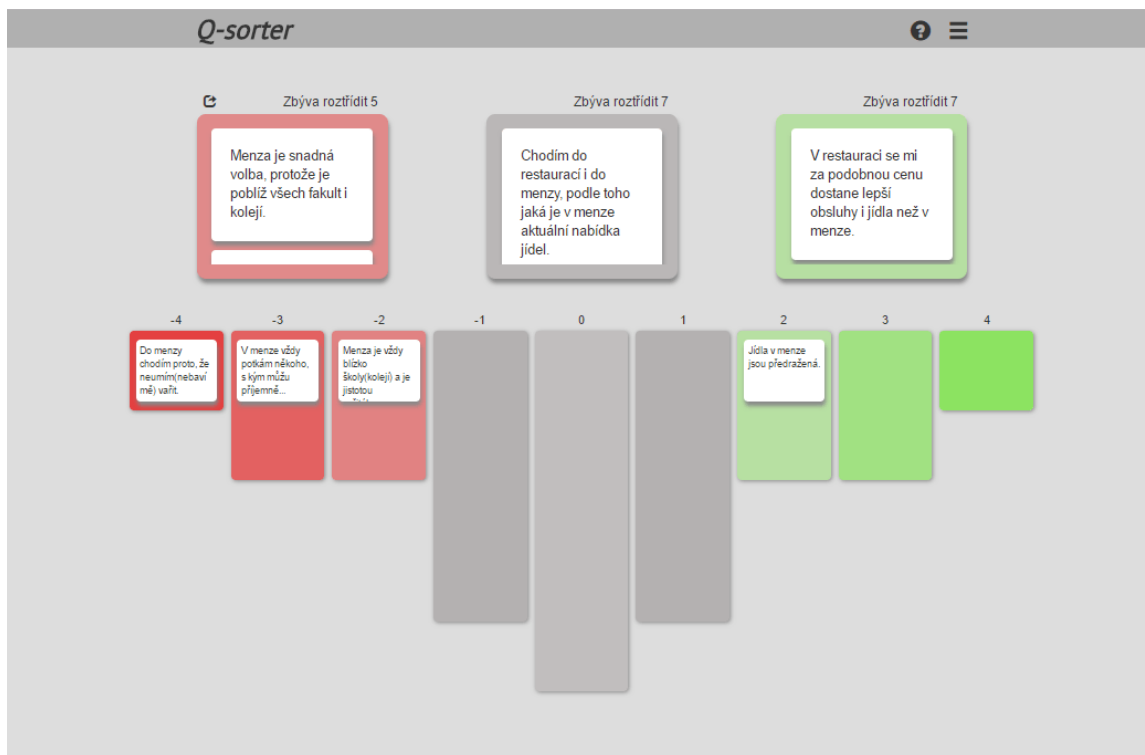 Q-sorter
Zbýva roztřídit 5
Zbýva roztřídit 7
Zbýva roztřídit 7
Menza je snadná
volba, protože je
poblíž všech fakult i
kolejí.
Chodím do
restaurací i do
menzy, podle toho
jaká je v menze
aktuální nabídka
jídel.
V restauraci se mi
za podobnou cenu
dostane lepší
obsluhy i jídla než v
menze.
-4
-3
-2
-1
0
1
2
3
4
Do menzy
chodím proto, že
neumím(nebaví
mě) vařit.
V menze vždy
potkám někoho,
s kým můžu
příjemně...
Menza je vždy
blízko
školy(kolejí) a je
jistotou
Jídla v menze
jsou předražená.